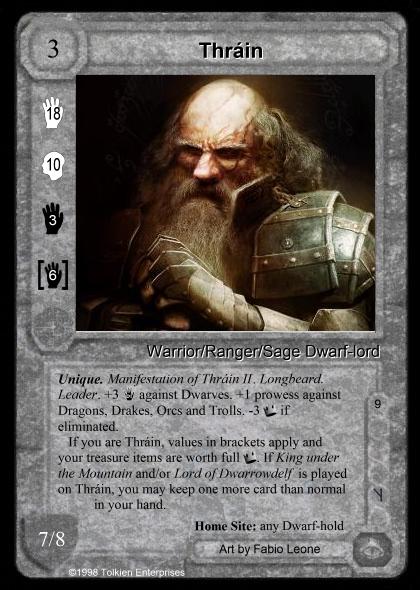 3
Thráin
18
10
3
[6]
Warrior/Ranger/Sage Dwarf-lord
Unique. Manifestation of Thráin II. Longbeard.
Leader. +3 against Dwarves. +1 prowess against
Dragons, Drakes, Orcs and Trolls. -3 if
eliminated.
If you are Thráin, values in brackets apply and
your treasure items are worth full . If King under
the Mountain and/or Lord of Dwarrowdelf is played
on Thráin, you may keep one more card than normal
in your hand.
9
Home Site: any Dwarf-hold
7/8
Art by Fabio Leone
©1998 Tolkien Enterprises